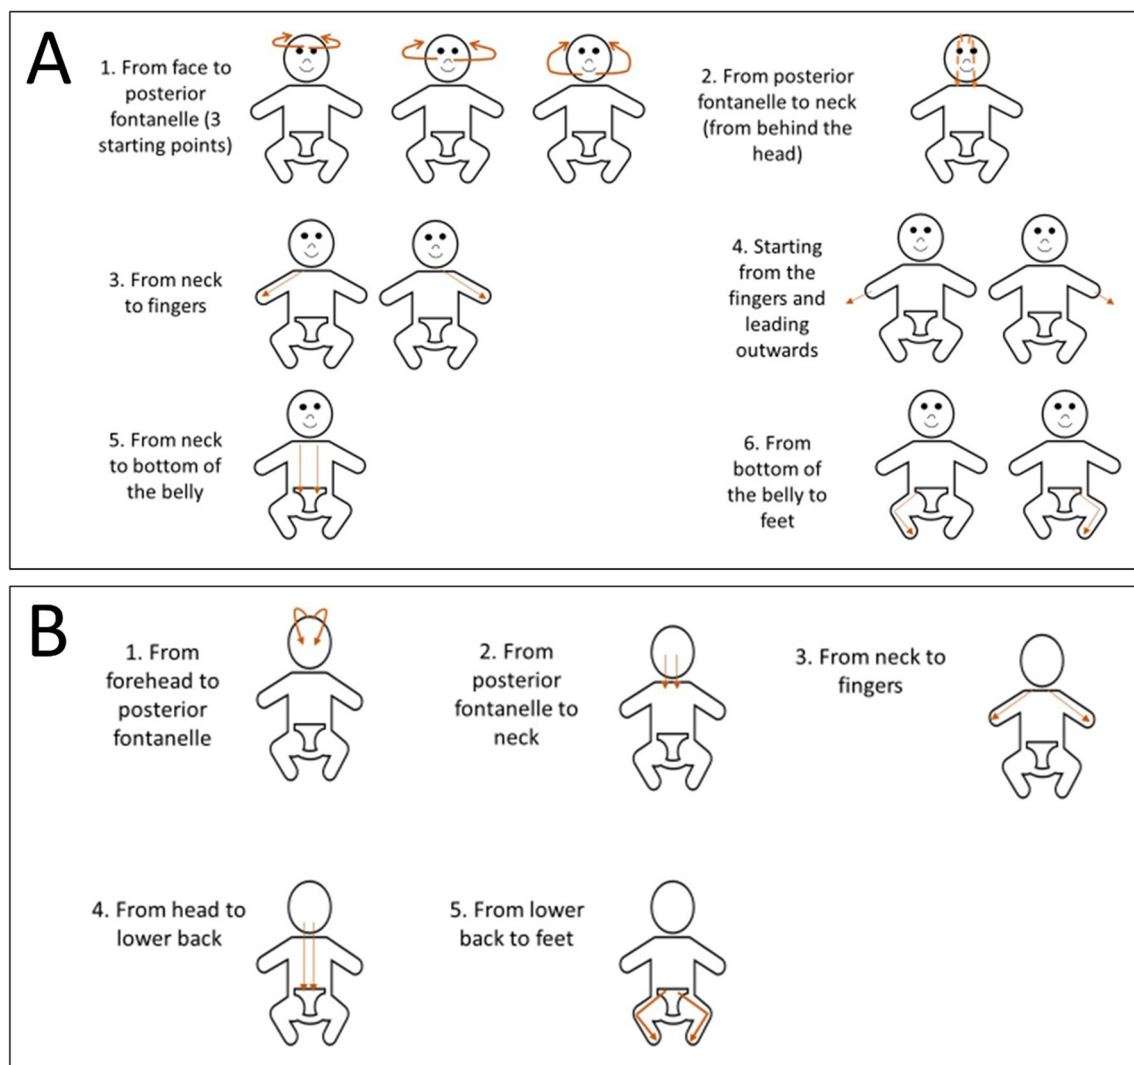 A
1. From face to
posterior
fontanelle (3
starting points)
2. From posterior
fontanelle to neck
(from behind the
head)
3. From neck
to fingers
4. Starting
from the
fingers and
leading
outwards
5. From neck
to bottom of
the belly
6. From
bottom of
the belly to
feet
B
1. From
forehead to
posterior
fontanelle
2. From
posterior
fontanelle to
neck
3. From neck to
fingers
4. From head to
lower back
5. From lower
back to feet